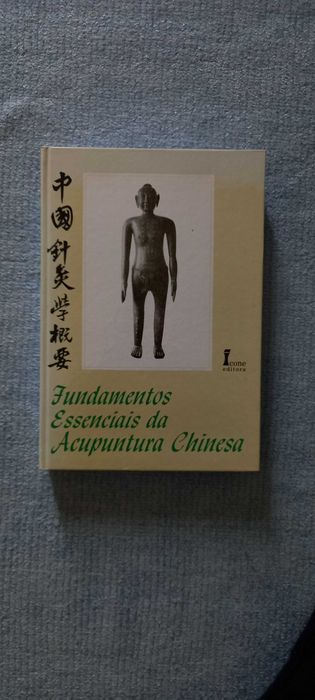 中國針灸學概要
Ícone
editora
Fundamentos
Essenciais da
Acupuntura Chinesa